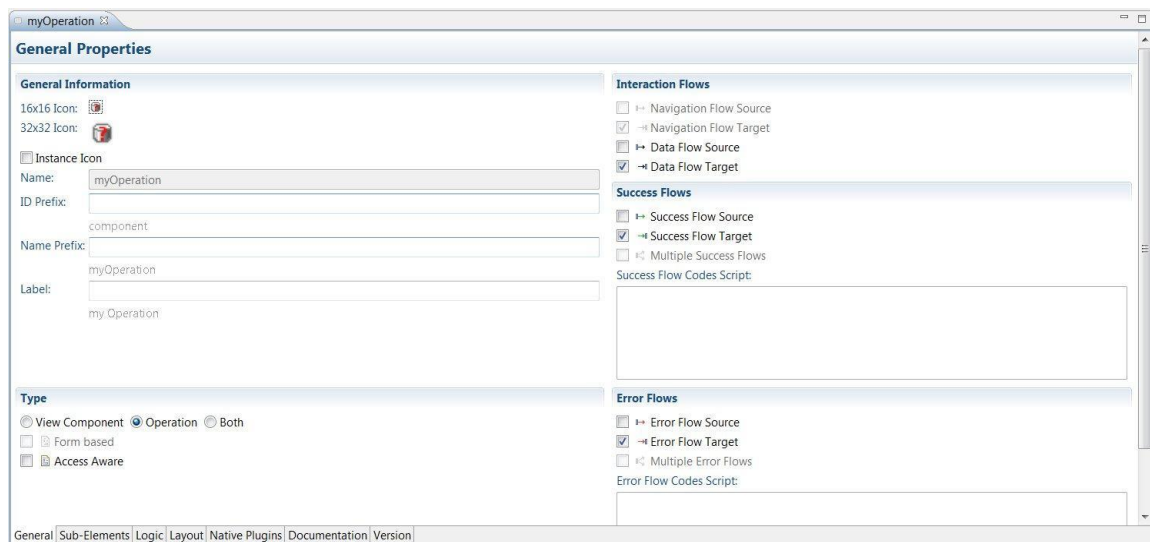 myOperation
General Properties
General Information
16x16 Icon:
32x32 Icon:
Instance Icon
Name: myOperation
ID Prefix:
component
Name Prefix:
myOperation
Label:
my Operation
Type
View Component Operation Both
Form based
Access Aware
Interaction Flows
Navigation Flow Source
Navigation Flow Target
Data Flow Source
Data Flow Target
Success Flows
Success Flow Source
Success Flow Target
Multiple Success Flows
Success Flow Codes Script:
Error Flows
Error Flow Source
Error Flow Target
Multiple Error Flows
Error Flow Codes Script:
General Sub-Elements Logic Layout Native Plugins Documentation Version